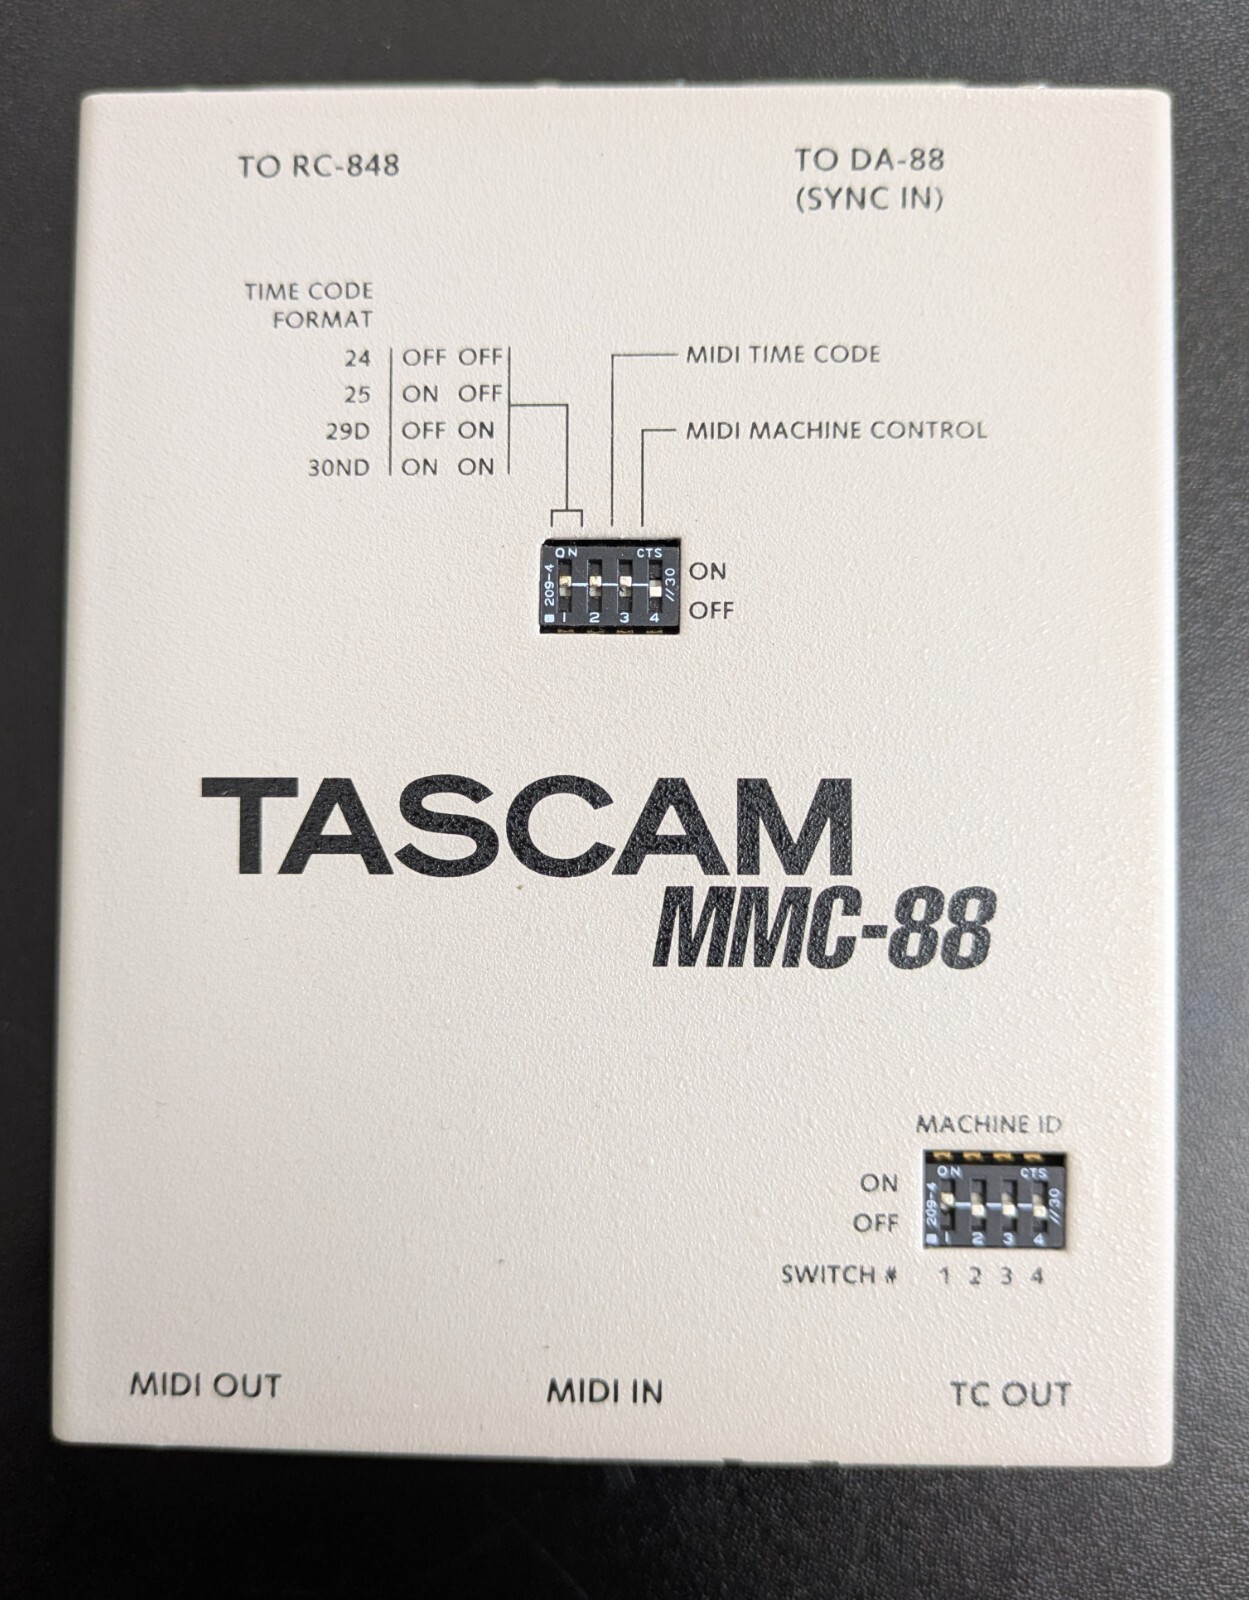 TO RC-848
TO DA-88
(SYNC IN)
TIME CODE
FORMAT
24 OFF OFF
25 ON OFF
29D OFF ON
30ND ON ON
MIDI TIME CODE
MIDI MACHINE CONTROL
ON CTS
209-4
//30
1 2 3 4
ON
OFF
TASCAM
MMC-88
MACHINE ID
ON
OFF
ON CTS
209-4
//30
1 2 3 4
SWITCH # 1 2 3 4
MIDI OUT MIDI IN TC OUT